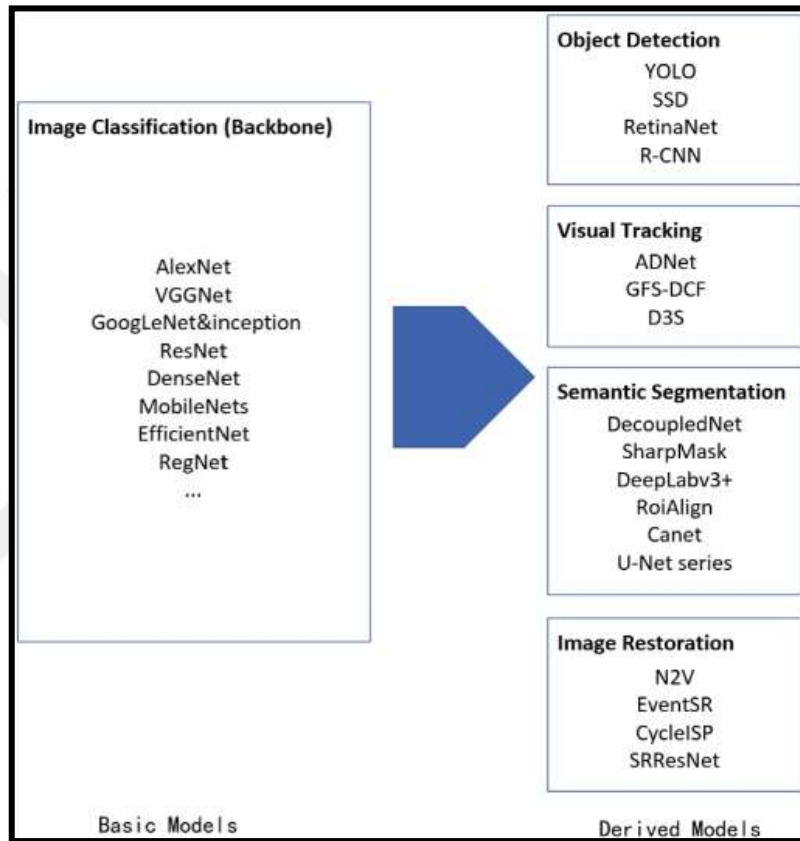 Image Classification (Backbone)
AlexNet
VGGNet
GoogLeNet&inception
ResNet
DenseNet
MobileNets
EfficientNet
RegNet
...
Basic Models
Object Detection
YOLO
SSD
RetinaNet
R-CNN
Visual Tracking
ADNet
GFS-DCF
D3S
Semantic Segmentation
DecoupledNet
SharpMask
DeepLabv3+
RoiAlign
Canet
U-Net series
Image Restoration
N2V
EventSR
CycleISP
SRResNet
Derived Models